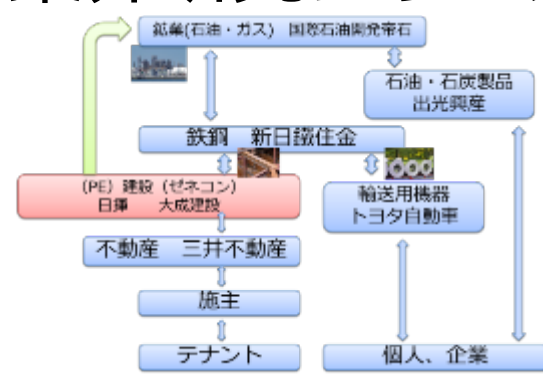 鉱業(石油・ガス) 国際石油開発帝石
石油・石炭製品
出光興産
鉄鋼 新日鐵住金
(PE) 建設（ゼネコン）
日揮 大成建設
輸送用機器
トヨタ自動車
不動産 三井不動産
施主
テナント
個人、企業